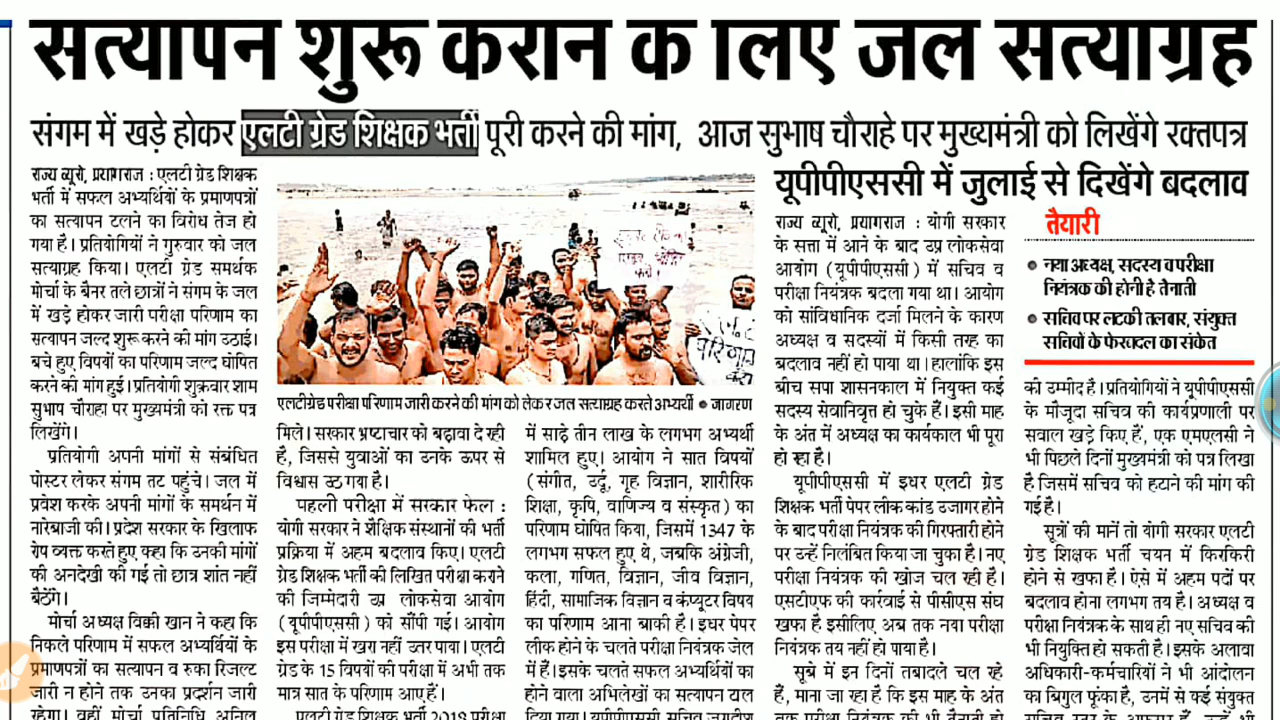 सत्यापन शुरू कराने के लिए जल सत्याग्रह
संगम में खड़े होकर एलटी ग्रेड शिक्षक भर्ती पूरी करने की मांग, आज सुभाष चौराहे पर मुख्यमंत्री को लिखेंगे रक्तपत्र
राज्य ब्यूरो, प्रयागराज : एलटी ग्रेड शिक्षक
भर्ती में सफल अभ्यर्थियों के प्रमाणपत्रों
का सत्यापन टलने का विरोध तेज हो
गया है। प्रतियोगियों ने गुरुवार को जल
सत्याग्रह किया। एलटी ग्रेड समर्थक
मोर्चा के बैनर तले छात्रों ने संगम के जल
में खड़े होकर जारी परीक्षा परिणाम का
सत्यापन जल्द शुरू करने की मांग उठाई।
बचे हुए विषयों का परिणाम जल्द घोषित
करने की मांग हुई। प्रतियोगी शुक्रवार शाम
सुभाष चौराहा पर मुख्यमंत्री को रक्त पत्र
लिखेंगे।
प्रतियोगी अपनी मांगों से संबंधित
पोस्टर लेकर संगम तट पहुंचे। जल में
प्रवेश करके अपनी मांगों के समर्थन में
नारेबाजी की। प्रदेश सरकार के खिलाफ
रोष व्यक्त करते हुए कहा कि उनकी मांगों
की अनदेखी की गई तो छात्र शांत नहीं
बैठेंगे।
मोर्चा अध्यक्ष विक्की खान ने कहा कि
निकले परिणाम में सफल अभ्यर्थियों के
प्रमाणपत्रों का सत्यापन व रुका रिजल्ट
जारी न होने तक उनका प्रदर्शन जारी
रहेगा। वहीं मोर्चा प्रतिनिधि अनिल
एलटी ग्रेड परीक्षा परिणाम जारी करने की मांग को लेकर जल सत्याग्रह करते अभ्यर्थी ● जागरण
मिले। सरकार भ्रष्टाचार को बढ़ावा दे रही
है, जिससे युवाओं का उनके ऊपर से
विश्वास उठ गया है।
पहली परीक्षा में सरकार फेल :
योगी सरकार ने शैक्षिक संस्थानों की भर्ती
प्रक्रिया में अहम बदलाव किए। एलटी
ग्रेड शिक्षक भर्ती की लिखित परीक्षा कराने
की जिम्मेदारी उप्र लोकसेवा आयोग
(यूपीपीएससी) को सौंपी गई। आयोग
इस परीक्षा में खरा नहीं उतर पाया। एलटी
ग्रेड के 15 विषयों की परीक्षा में अभी तक
मात्र सात के परिणाम आए हैं।
एलटी ग्रेड शिक्षक भर्ती 2018 परीक्षा
में साढ़े तीन लाख के लगभग अभ्यर्थी
शामिल हुए। आयोग ने सात विषयों
(संगीत, उर्दू, गृह विज्ञान, शारीरिक
शिक्षा, कृषि, वाणिज्य व संस्कृत) का
परिणाम घोषित किया, जिसमें 1347 के
लगभग सफल हुए थे, जबकि अंग्रेजी,
कला, गणित, विज्ञान, जीव विज्ञान,
हिंदी, सामाजिक विज्ञान व कंप्यूटर विषय
का परिणाम आना बाकी है। इधर पेपर
लीक होने के चलते परीक्षा नियंत्रक जेल
में हैं। इसके चलते सफल अभ्यर्थियों का
होने वाला अभिलेखों का सत्यापन टाल
दिया गया। यूपीपीएससी सचिव जगदीश
यूपीपीएससी में जुलाई से दिखेंगे बदलाव
राज्य ब्यूरो, प्रयागराज : योगी सरकार
के सत्ता में आने के बाद उप्र लोकसेवा
आयोग (यूपीपीएससी) में सचिव व
परीक्षा नियंत्रक बदला गया था। आयोग
को सांविधानिक दर्जा मिलने के कारण
अध्यक्ष व सदस्यों में किसी तरह का
बदलाव नहीं हो पाया था। हालांकि इस
बीच सपा शासनकाल में नियुक्त कई
सदस्य सेवानिवृत्त हो चुके हैं। इसी माह
के अंत में अध्यक्ष का कार्यकाल भी पूरा
हो रहा है।
यूपीपीएससी में इधर एलटी ग्रेड
शिक्षक भर्ती पेपर लीक कांड उजागर होने
के बाद परीक्षा नियंत्रक की गिरफ्तारी होने
पर उन्हें निलंबित किया जा चुका है। नए
परीक्षा नियंत्रक की खोज चल रही है।
एसटीएफ की कार्रवाई से पीसीएस संघ
खफा है इसीलिए अब तक नया परीक्षा
नियंत्रक तय नहीं हो पाया है।
सूबे में इन दिनों तबादले चल रहे
हैं, माना जा रहा है कि इस माह के अंत
तक परीक्षा नियंत्रक की भी तैनाती हो
तैयारी
● नया अध्यक्ष, सदस्य व परीक्षा
नियंत्रक की होनी है तैनाती
● सचिव पर लटकी तलवार, संयुक्त
सचिवों के फेरबदल का संकेत
की उम्मीद है। प्रतियोगियों ने यूपीपीएससी
के मौजूदा सचिव की कार्यप्रणाली पर
सवाल खड़े किए हैं, एक एमएलसी ने
भी पिछले दिनों मुख्यमंत्री को पत्र लिखा
है जिसमें सचिव को हटाने की मांग की
गई है।
सूत्रों की मानें तो योगी सरकार एलटी
ग्रेड शिक्षक भर्ती चयन में किरकिरी
होने से खफा है। ऐसे में अहम पदों पर
बदलाव होना लगभग तय है। अध्यक्ष व
परीक्षा नियंत्रक के साथ ही नए सचिव की
भी नियुक्ति हो सकती है। इसके अलावा
अधिकारी-कर्मचारियों ने भी आंदोलन
का बिगुल फूंका है, उनमें से कई संयुक्त